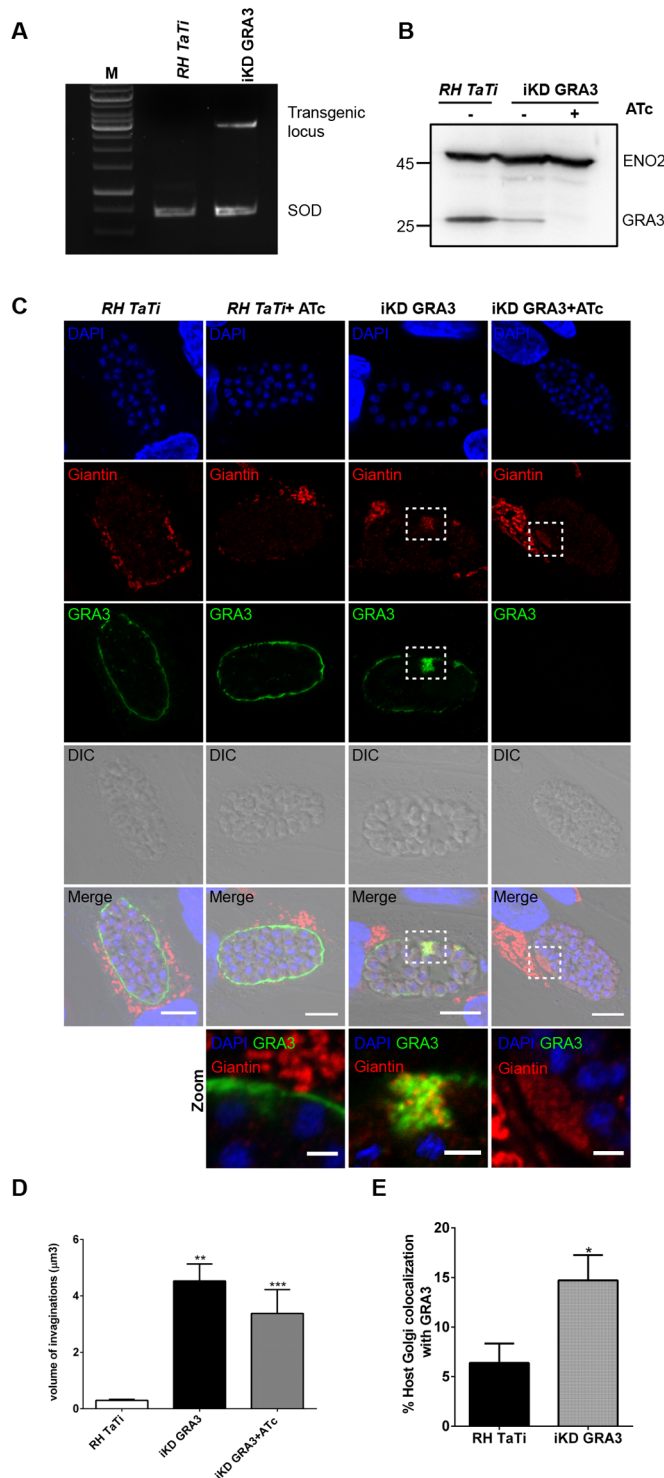 A
M
RH TaTi
iKD GRA3
Transgenic
locus
SOD
B
RH TaTi
iKD GRA3
- - + ATc
45
ENO2
25
GRA3
C
RH TaTi RH TaTi+ ATc iKD GRA3 iKD GRA3+ATc
DAPI DAPI DAPI DAPI
Giantin Giantin Giantin Giantin
GRA3 GRA3 GRA3 GRA3
DIC DIC DIC DIC
Merge Merge Merge Merge
Zoom
DAPI GRA3 DAPI GRA3 DAPI GRA3
Giantin Giantin Giantin
D
volume of invaginations (µm3)
6
4
2
0
**
***
RH TaTi
iKD GRA3
iKD GRA3+ATc
E
% Host Golgi colocalization
with GRA3
20
15
10
5
0
*
RH TaTi iKD GRA3